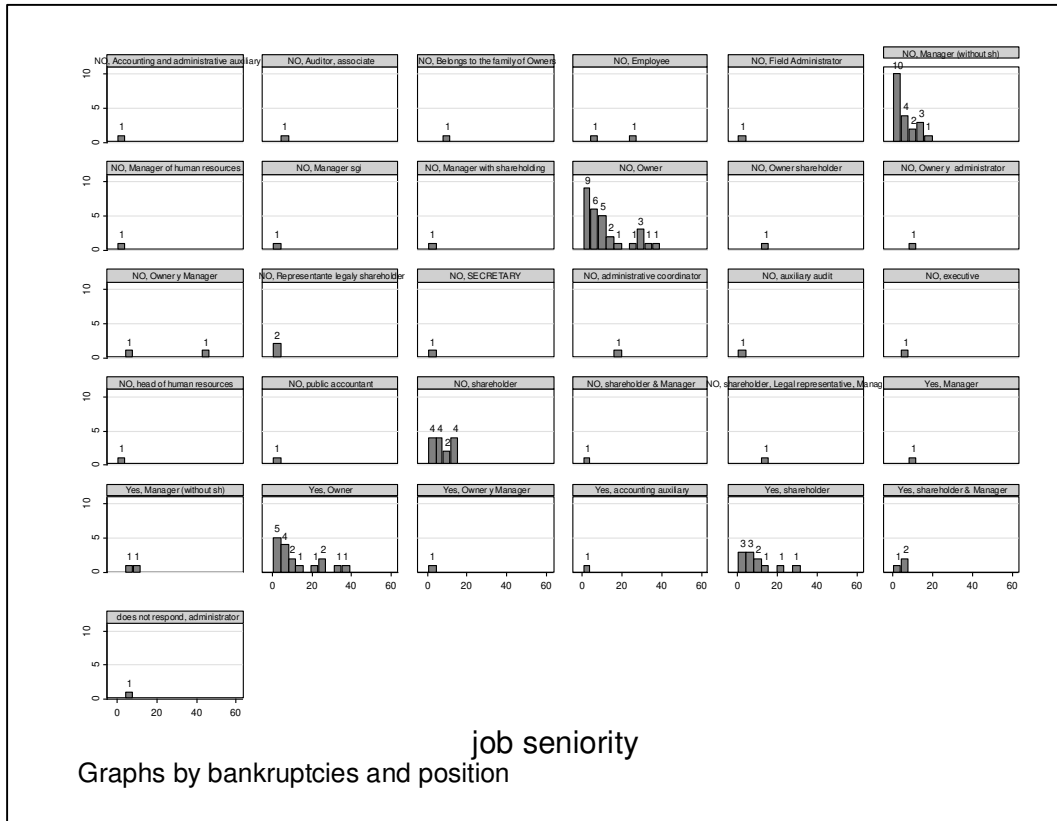 NO, Accounting and administrative auxiliary
NO, Auditor, associate
NO, Belongs to the family of Owners
NO, Employee
NO, Field Administrator
NO, Manager (without sh)
10
5
0
1
1
1
1 1
1
10 4 2 3 1
NO, Manager of human resources
NO, Manager sgi
NO, Manager with shareholding
NO, Owner
NO, Owner shareholder
NO, Owner y administrator
10
5
0
1
1
1
9 6 5 2 1 1 3 1 1
1
1
NO, Owner y Manager
NO, Representante legaly shareholder
NO, SECRETARY
NO, administrative coordinator
NO, auxiliary audit
NO, executive
10
5
0
1 1
2
1
1
1
1
NO, head of human resources
NO, public accountant
NO, shareholder
NO, shareholder & Manager
NO, shareholder, Legal representative, Manag
Yes, Manager
10
5
0
1
1
4 4 2 4
1
1
1
Yes, Manager (without sh)
Yes, Owner
Yes, Owner y Manager
Yes, accounting auxiliary
Yes, shareholder
Yes, shareholder & Manager
10
5
0
1 1
5 4 2 1 1 2 1 1
1
1
3 3 2 1 1 1
1 2
0 20 40 60
0 20 40 60
0 20 40 60
0 20 40 60
0 20 40 60
does not respond, administrator
10
5
0
1
0 20 40 60
job seniority
Graphs by bankruptcies and position